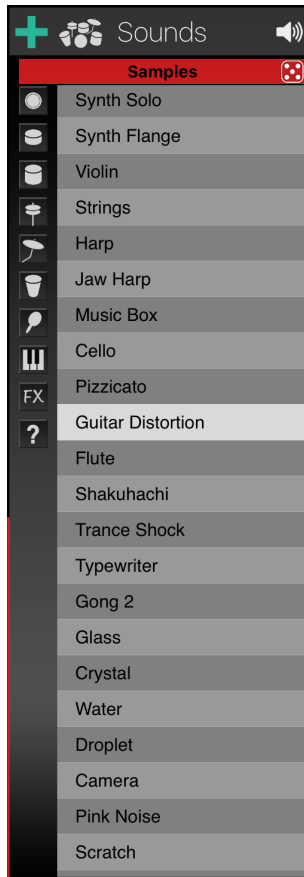 Sounds
Samples
Synth Solo
Synth Flange
Violin
Strings
Harp
Jaw Harp
Music Box
Cello
Pizzicato
FX
Guitar Distortion
?
Flute
Shakuhachi
Trance Shock
Typewriter
Gong 2
Glass
Crystal
Water
Droplet
Camera
Pink Noise
Scratch